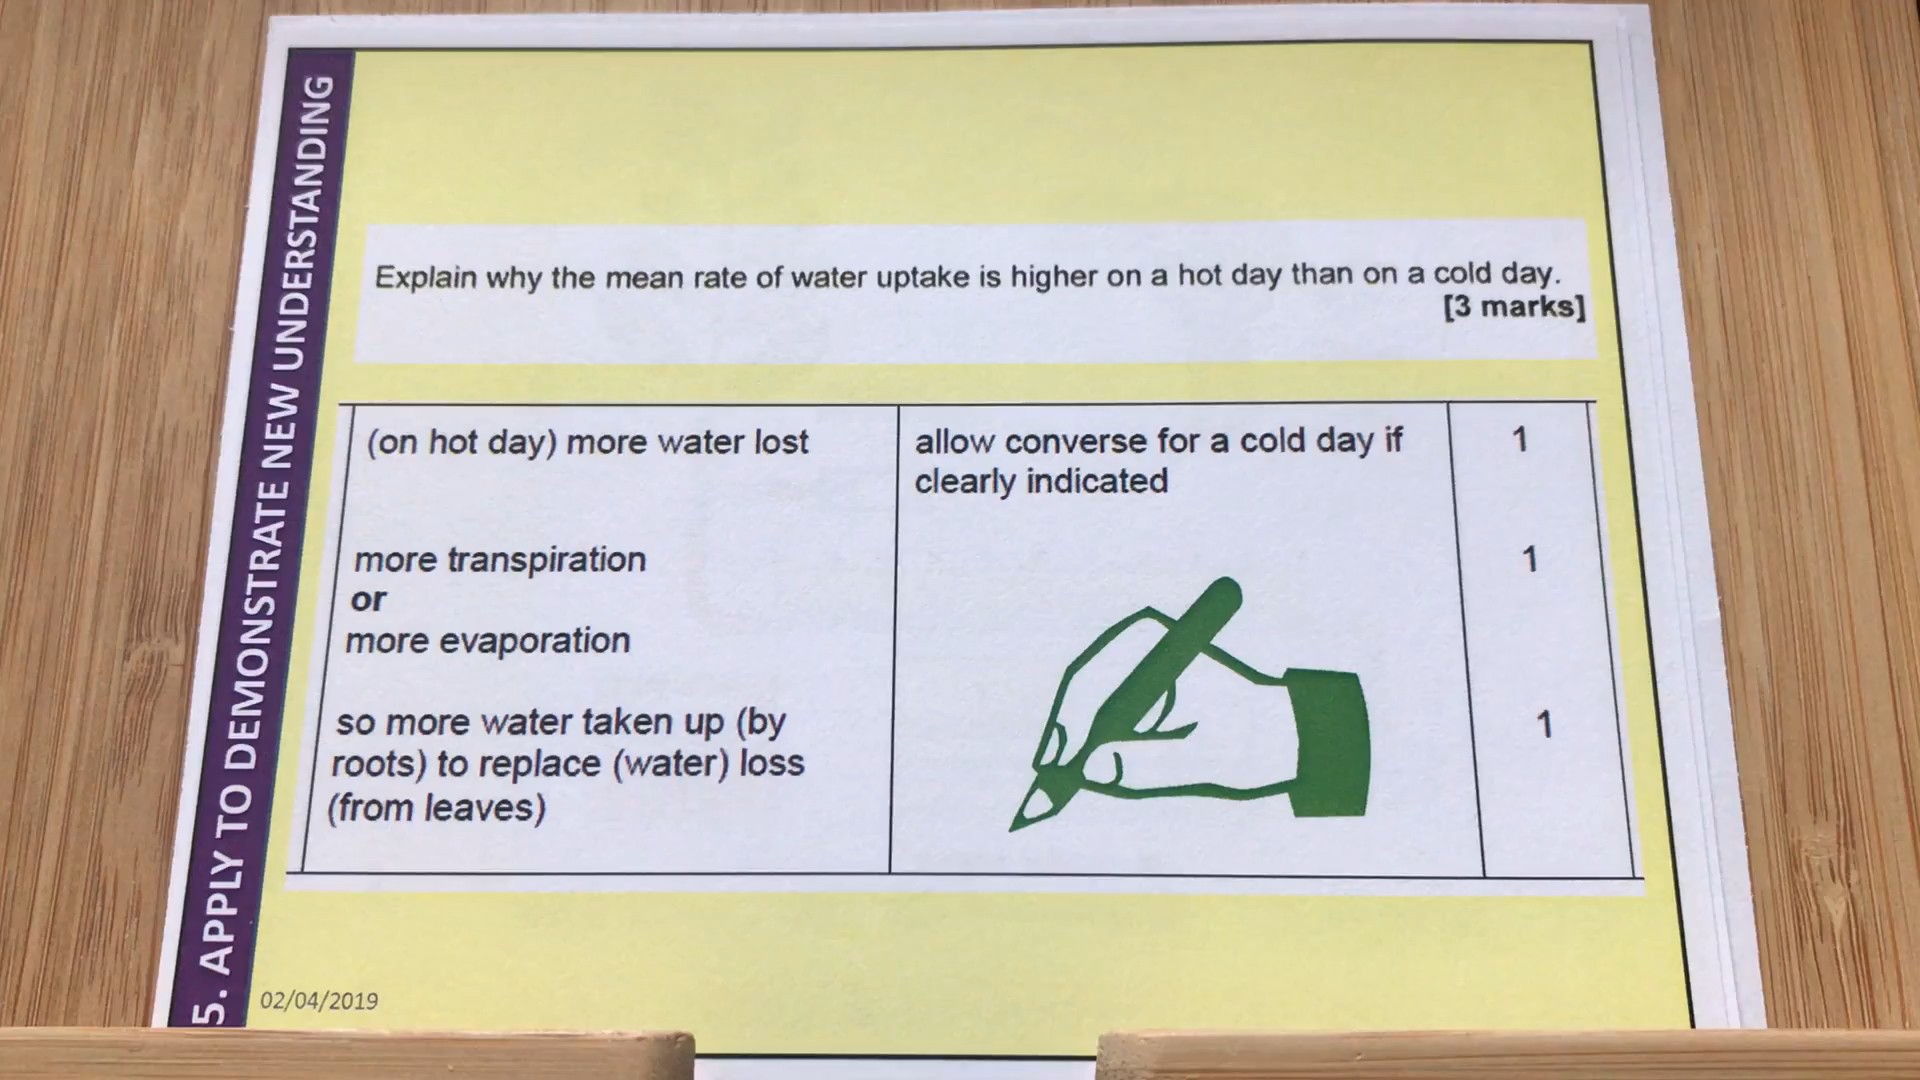 5. APPLY TO DEMONSTRATE NEW UNDERSTANDING
Explain why the mean rate of water uptake is higher on a hot day than on a cold day.
[3 marks]
(on hot day) more water lost
allow converse for a cold day if
clearly indicated
1
more transpiration
or
more evaporation
1
so more water taken up (by
roots) to replace (water) loss
(from leaves)
1
02/04/2019